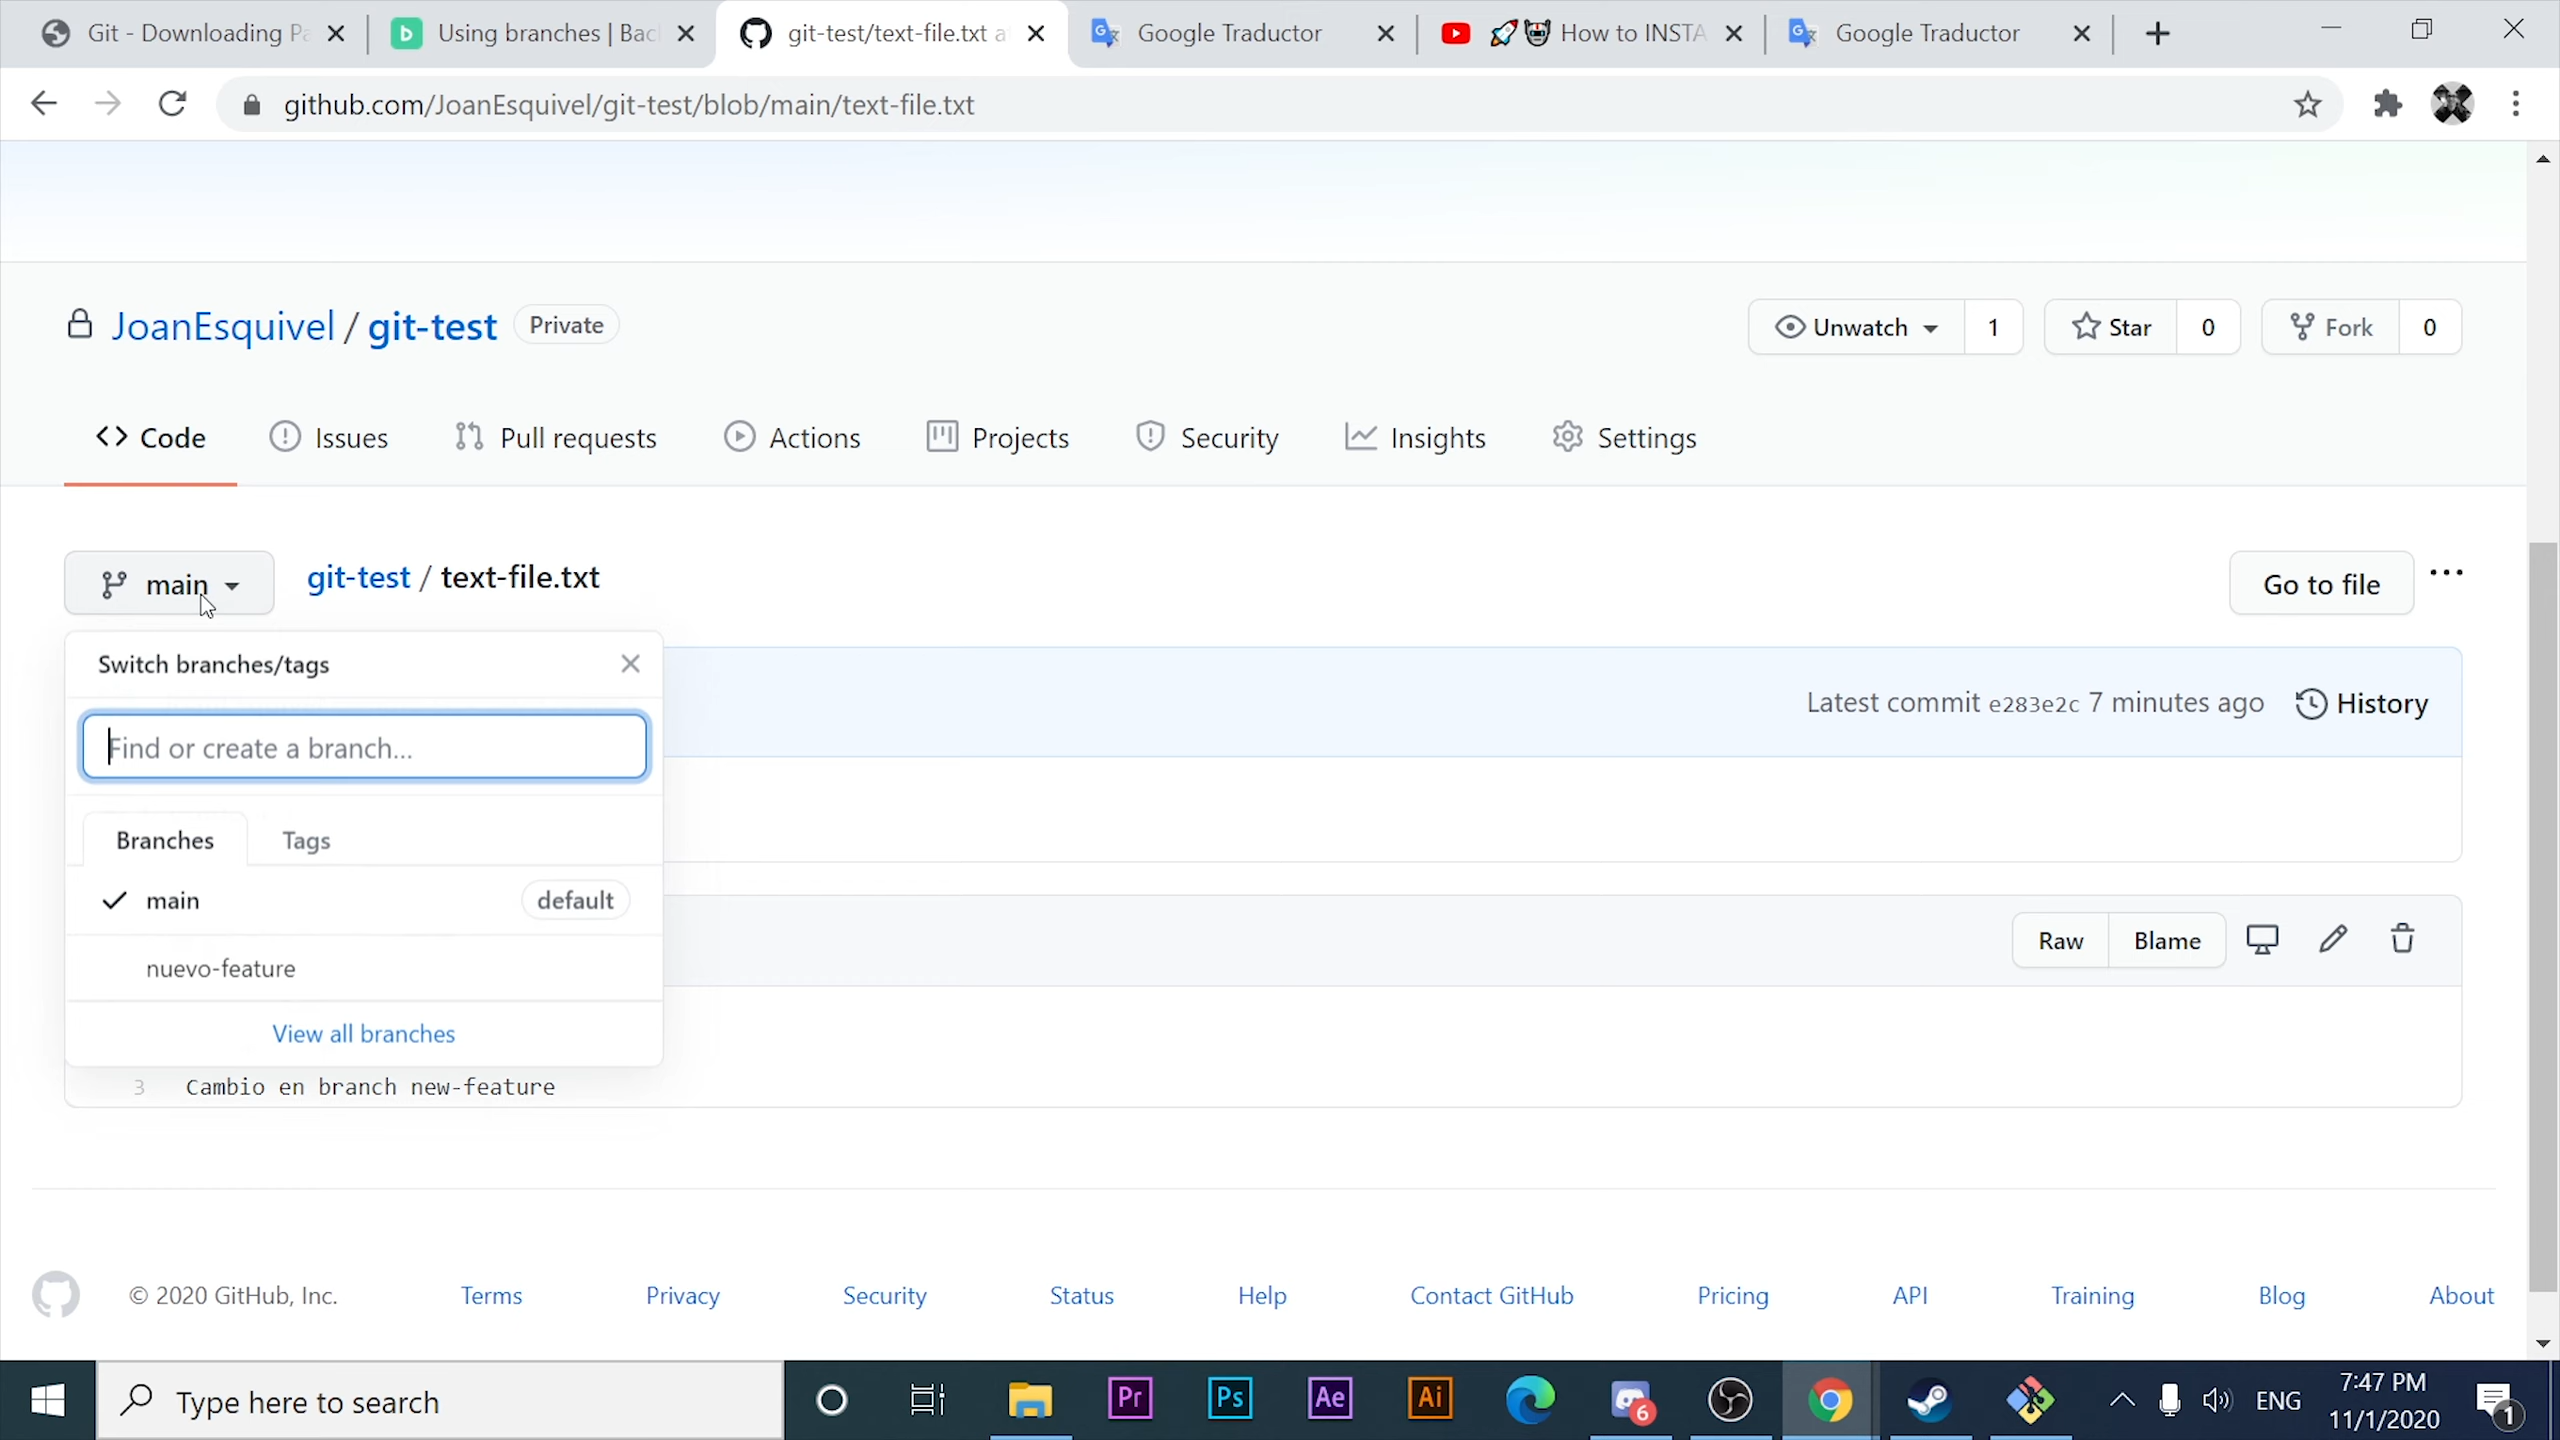 Git - Downloading Pa
Using branches | Bac
git-test/text-file.txt a
Google Traductor
How to INSTA
Google Traductor
github.com/JoanEsquivel/git-test/blob/main/text-file.txt
JoanEsquivel / git-test Private
Unwatch 1 Star 0 Fork 0
Code Issues Pull requests Actions Projects Security Insights Settings
main git-test / text-file.txt Go to file ...
Switch branches/tags
Latest commit e283e2c 7 minutes ago History
Find or create a branch...
Branches Tags
main default
Raw Blame
nuevo-feature
View all branches
3 Cambio en branch new-feature
© 2020 GitHub, Inc. Terms Privacy Security Status Help Contact GitHub Pricing API Training Blog About
Type here to search
Pr Ps Ae Ai 6 ENG
7:47 PM
11/1/2020
1